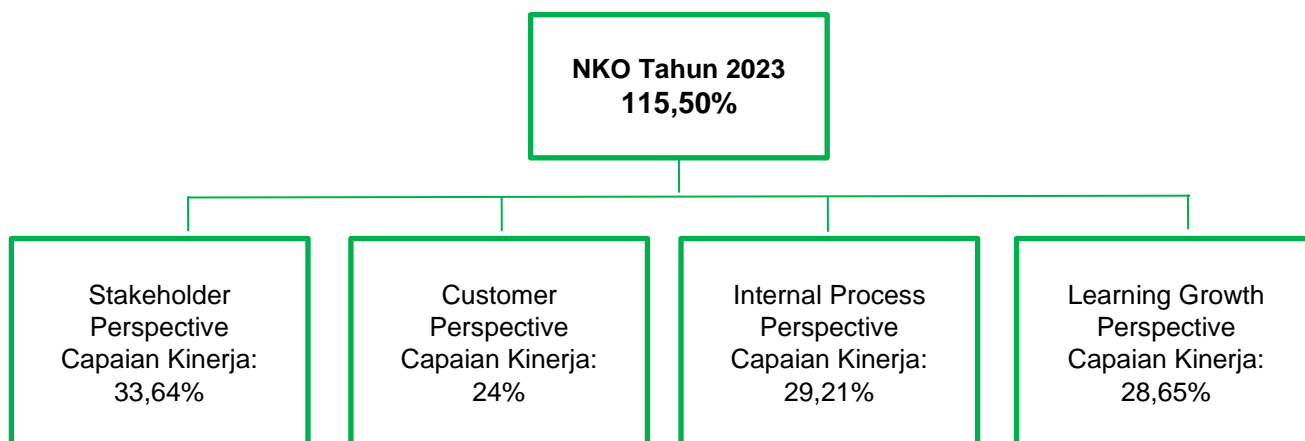 NKO Tahun 2023
115,50%
Stakeholder
Perspective
Capaian Kinerja:
33,64%
Customer
Perspective
Capaian Kinerja:
24%
Internal Process
Perspective
Capaian Kinerja:
29,21%
Learning Growth
Perspective
Capaian Kinerja:
28,65%